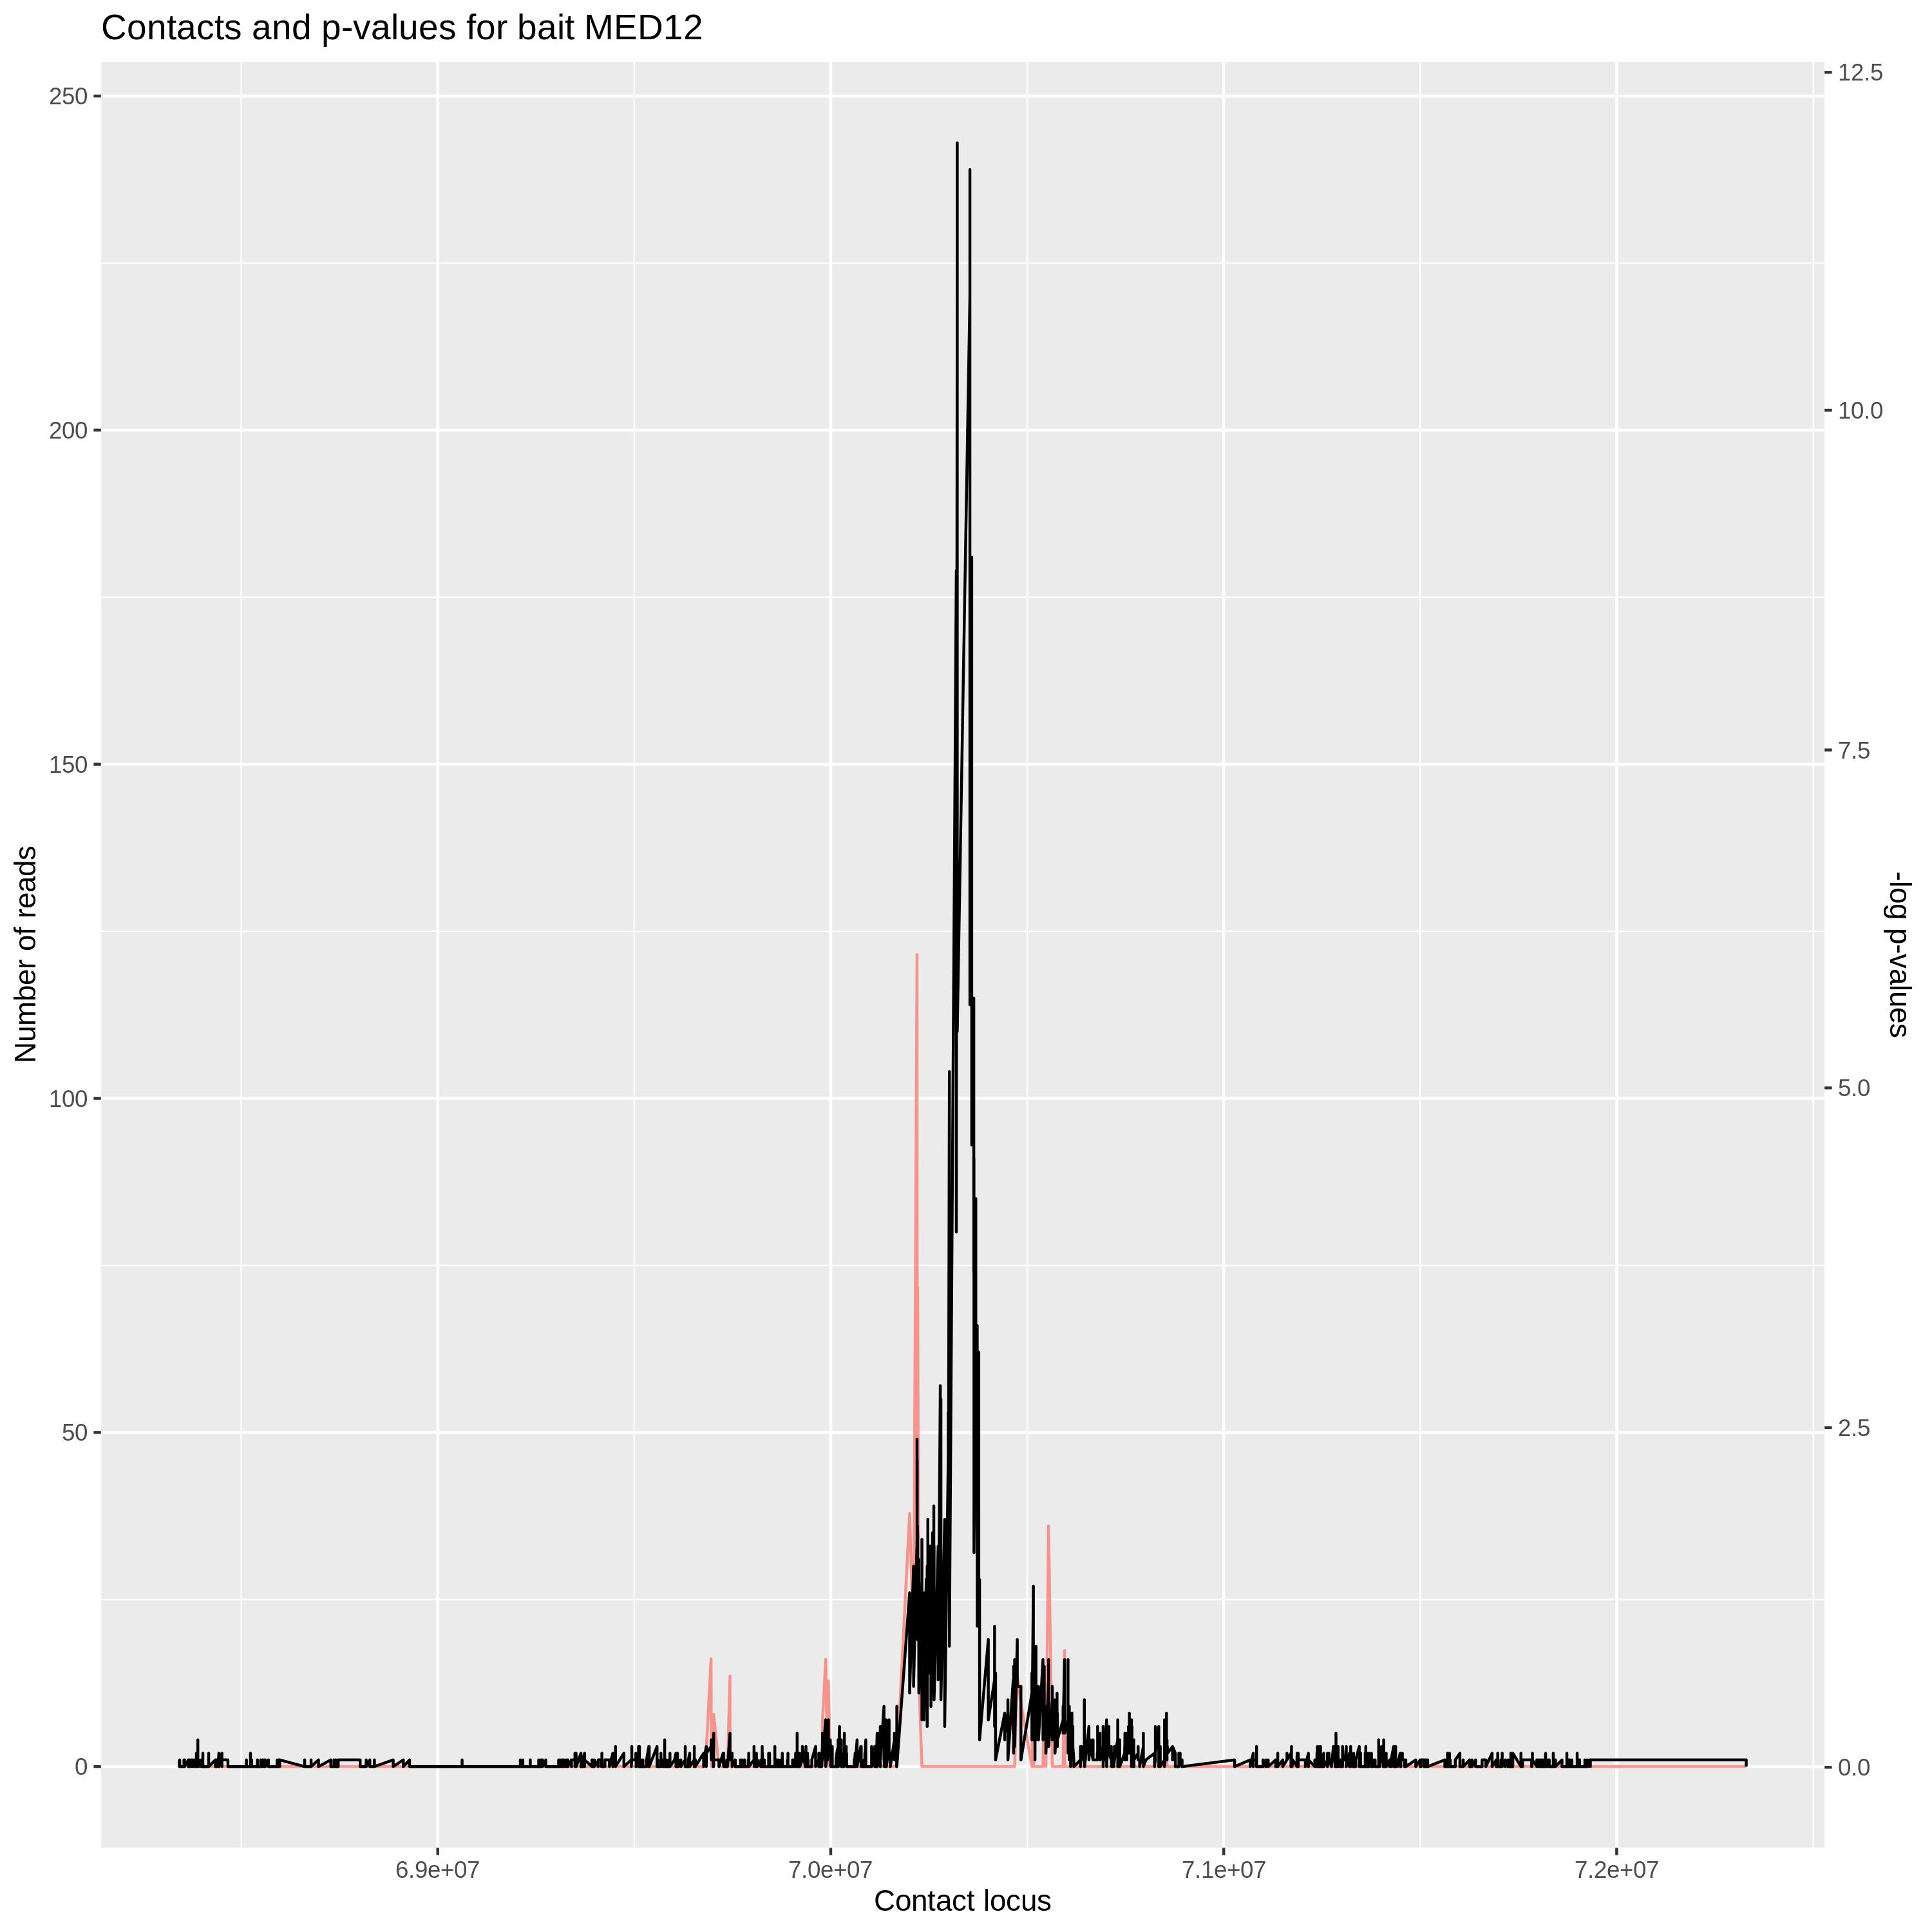 Contacts and p-values for bait MED12
250
200
150
100
50
0
Number of reads
12.5
10.0
7.5
5.0
2.5
0.0
-log p-values
6.9e+07 7.0e+07 7.1e+07 7.2e+07
Contact locus